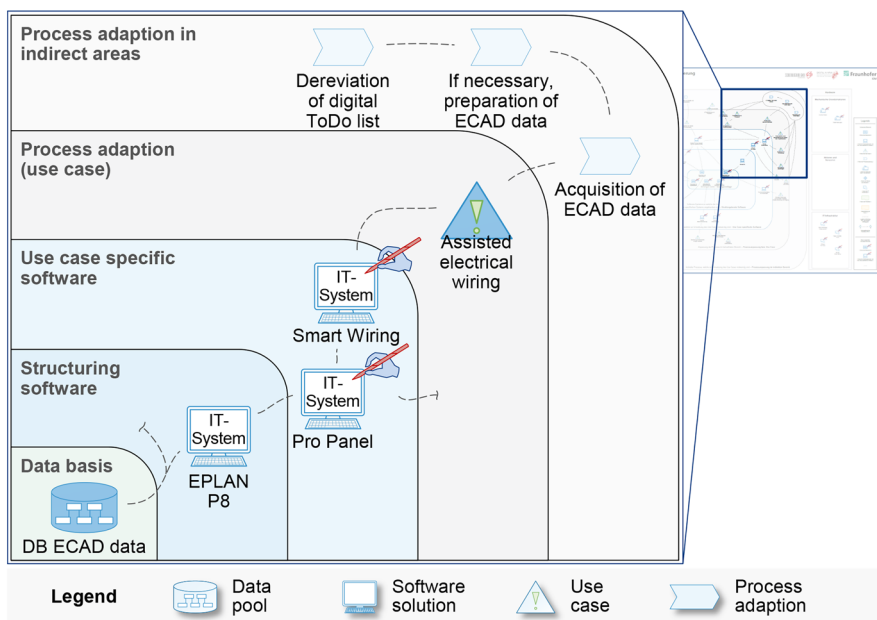 Process adaption in
indirect areas
Dereviation
of digital
ToDo list
If necessary,
preparation of
ECAD data
Process adaption
(use case)
Acquisition of
ECAD data
Assisted
electrical
wiring
Use case specific
software
IT-
System
Smart Wiring
Structuring
software
IT-
System
Pro Panel
IT-
System
EPLAN
P8
Data basis
DB ECAD data
Fraunhofer
Legend
Data
pool
Software
solution
Use
case
Process
adaption